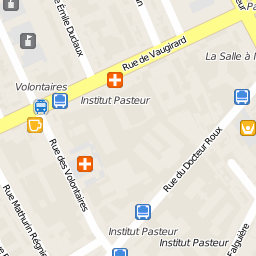 Rue Émile Duclaux
Rue de Vaugirard
La Salle à
Volontaires
Institut Pasteur
Rue des Volontaires
Rue du Docteur Roux
Rue Mathurin Régnier
Institut Pasteur
Institut Pasteur
Falguière